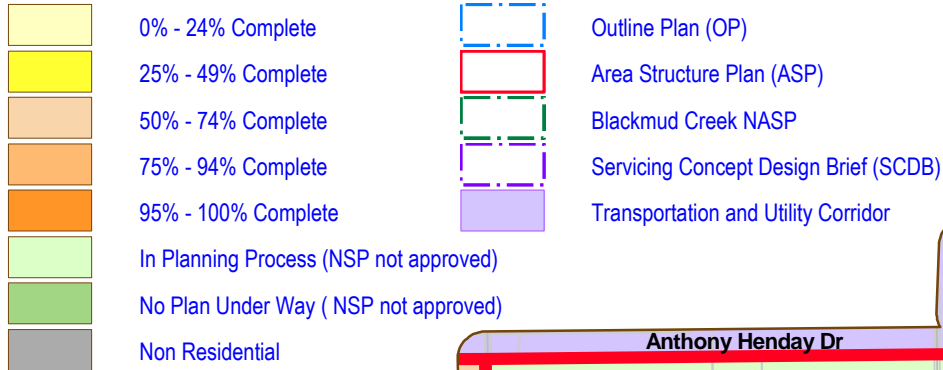 0% - 24% Complete
25% - 49% Complete
50% - 74% Complete
75% - 94% Complete
95% - 100% Complete
In Planning Process (NSP not approved)
No Plan Under Way ( NSP not approved)
Non Residential
Outline Plan (OP)
Area Structure Plan (ASP)
Blackmud Creek NASP
Servicing Concept Design Brief (SCDB)
Transportation and Utility Corridor
Anthony Henday Dr